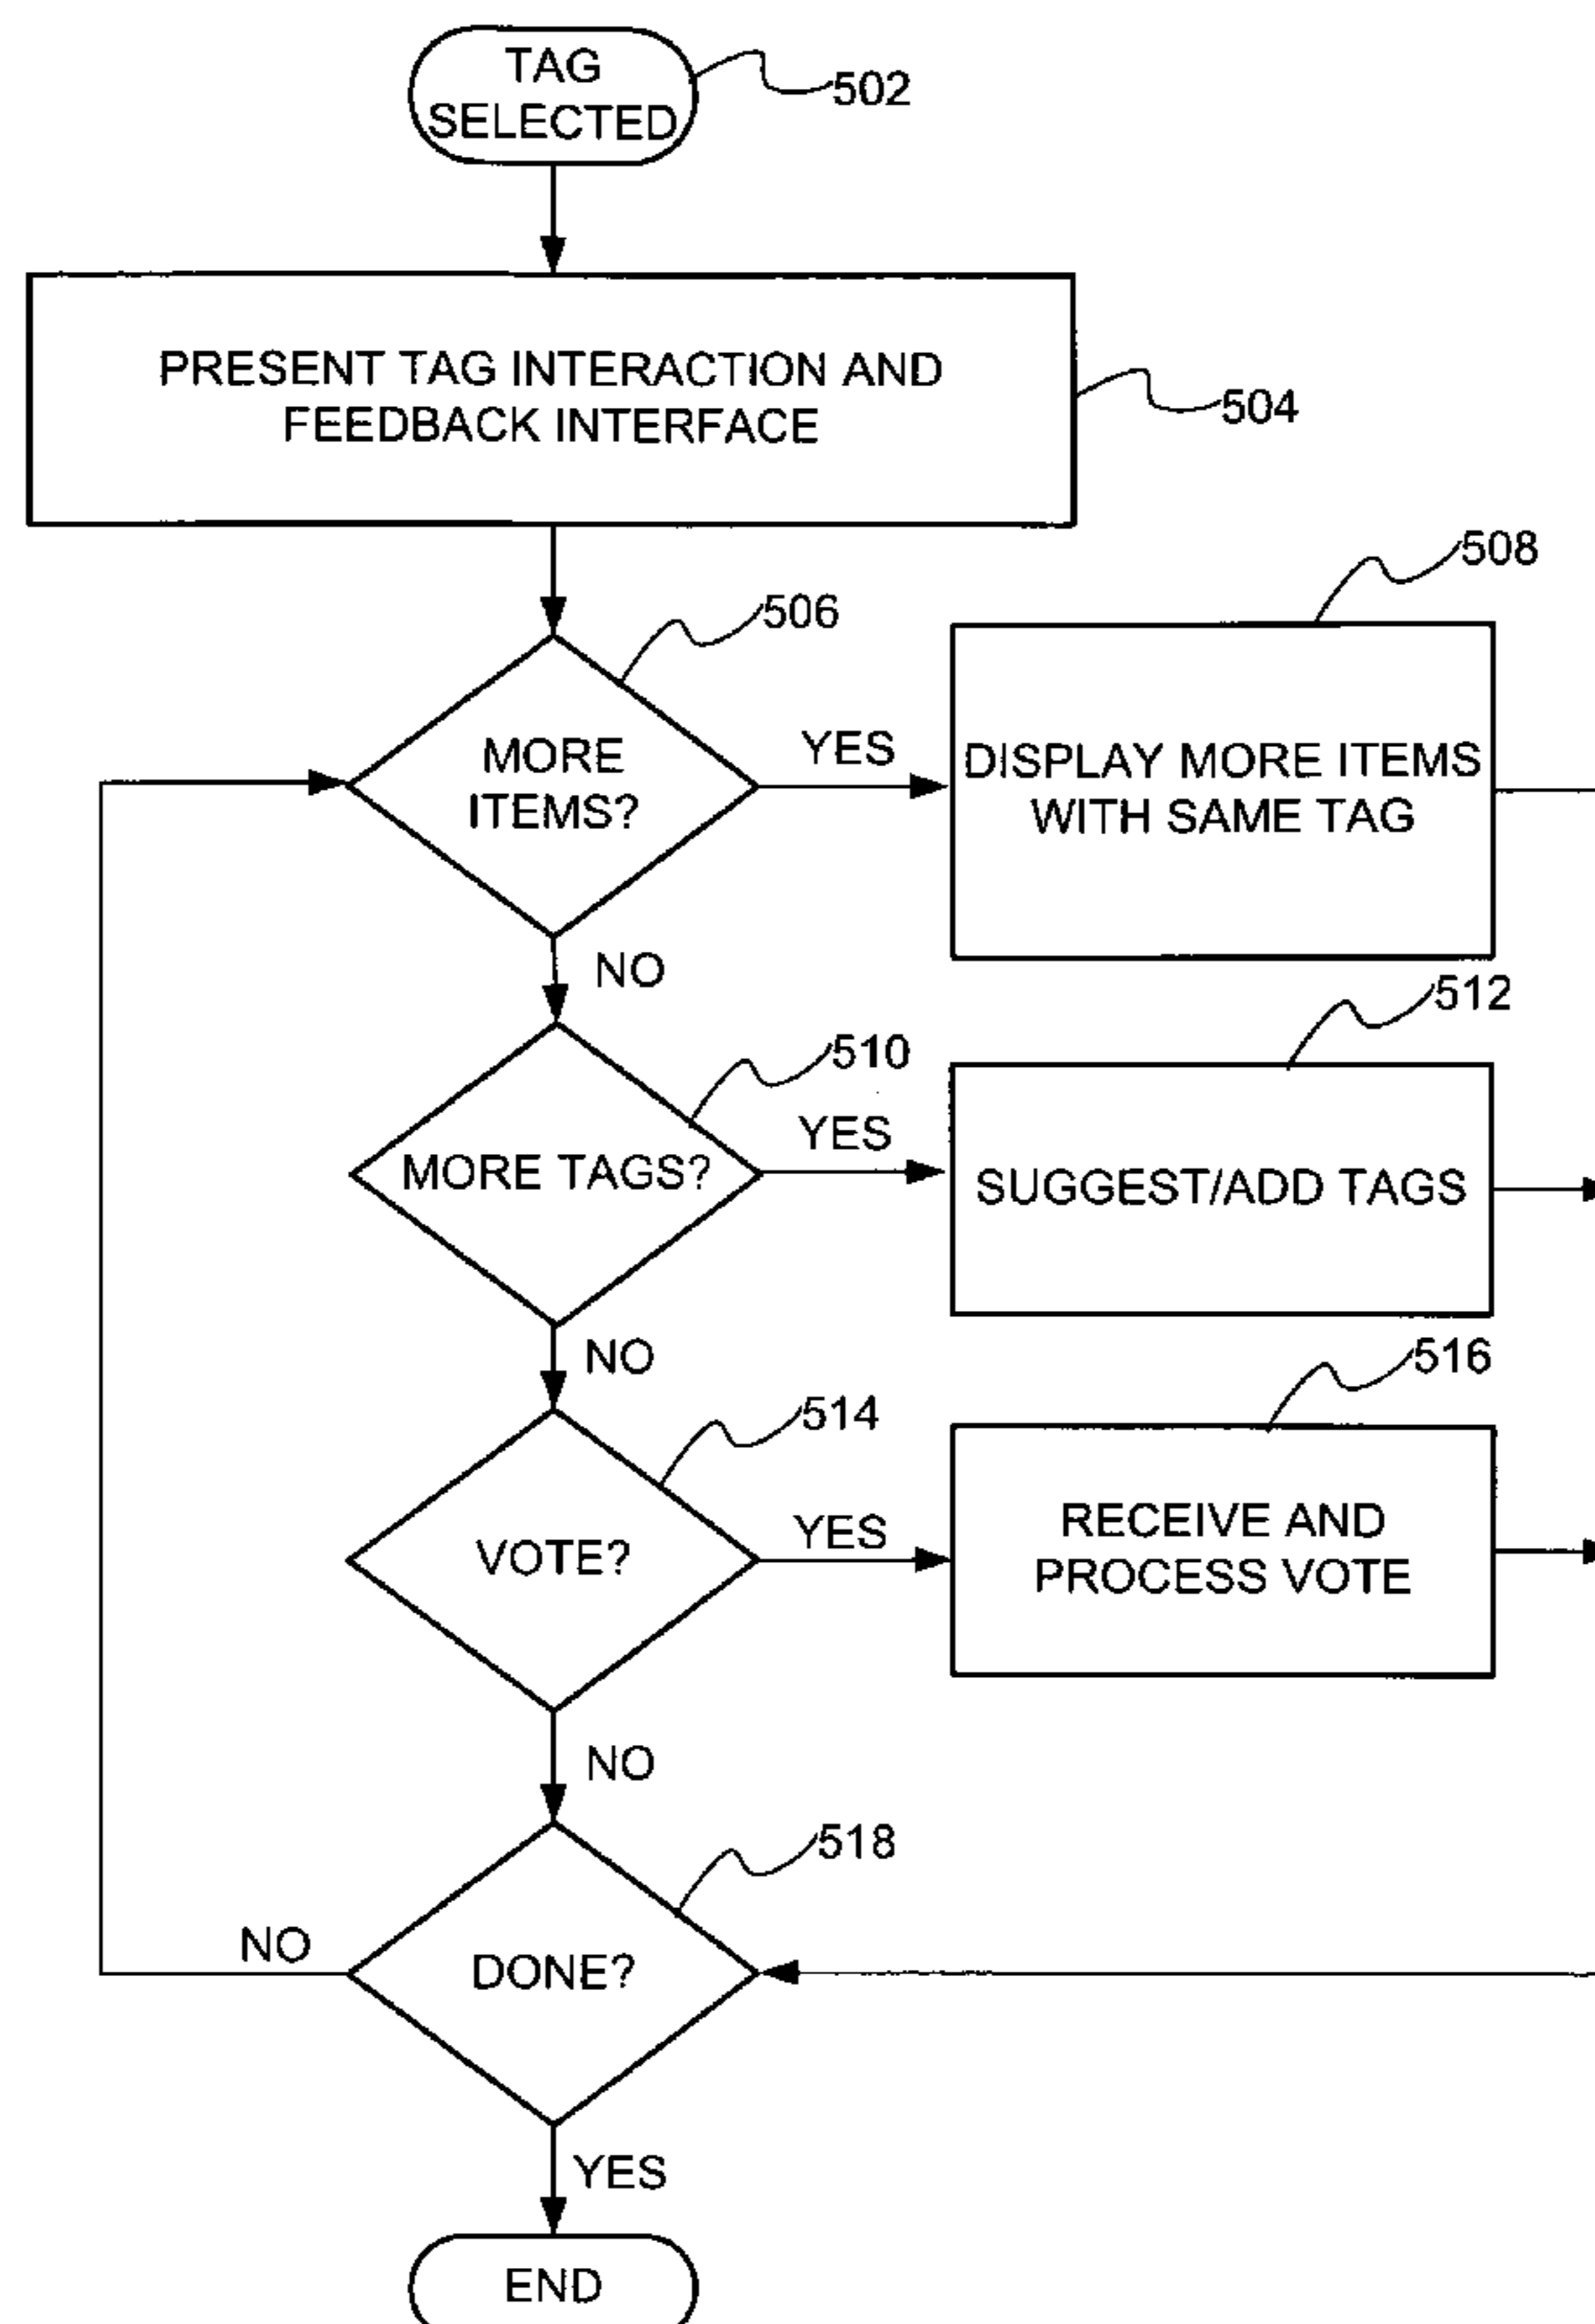 TAG
SELECTED
502
PRESENT TAG INTERACTION AND
FEEDBACK INTERFACE
504
506
508
MORE
ITEMS?
YES
DISPLAY MORE ITEMS
WITH SAME TAG
NO
510
512
MORE TAGS?
YES
SUGGEST/ADD TAGS
NO
514
516
VOTE?
YES
RECEIVE AND
PROCESS VOTE
NO
518
NO
DONE?
YES
END